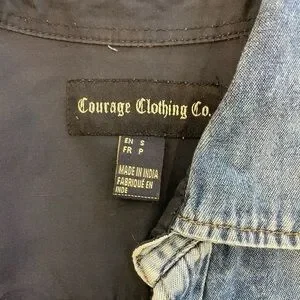 Courage Clothing Co.
EN S
FR P
MADE IN INDIA
FABRIQUÉ EN
INDE